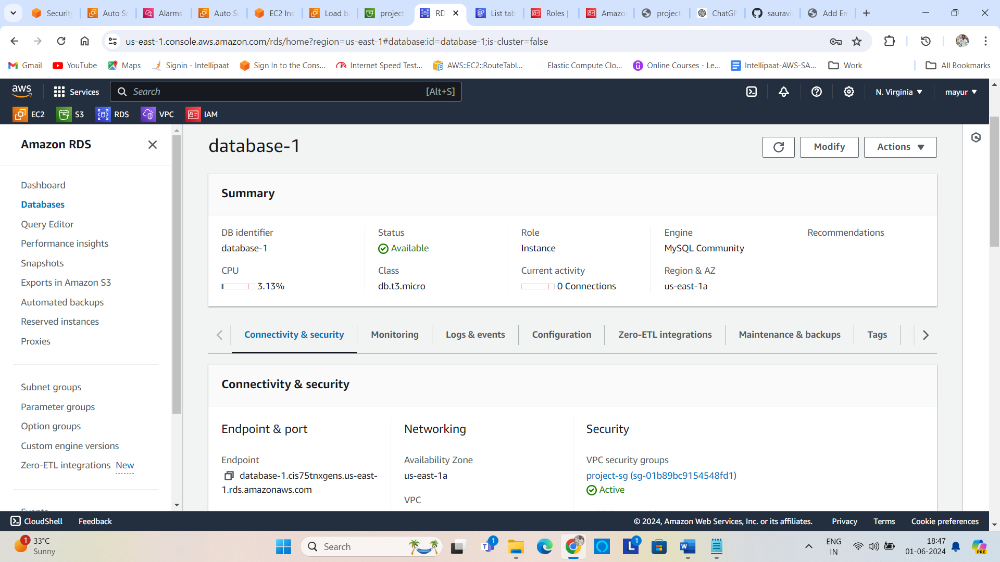 Security
Auto Sc
Alarms
Auto Sc
EC2 Ins
Load ba
project
RD
List tab
Roles |
Amazo
project
ChatGP
sauravi
Add Em
us-east-1.console.aws.amazon.com/rds/home?region=us-east-1#database:id=database-1;is-cluster=false
Gmail
YouTube
Maps
Signin - Intellipaat
Sign In to the Cons...
Internet Speed Test...
AWS::EC2::RouteTabl...
Elastic Compute Clo...
Online Courses - Le...
Intellipaat-AWS-SA...
Work
All Bookmarks
aws
Services
Search
[Alt+S]
N. Virginia
mayur
EC2
S3
RDS
VPC
IAM
Amazon RDS
Dashboard
Databases
Query Editor
Performance insights
Snapshots
Exports in Amazon S3
Automated backups
Reserved instances
Proxies
Subnet groups
Parameter groups
Option groups
Custom engine versions
Zero-ETL integrations New
Events
database-1
Modify
Actions
Summary
DB identifier
database-1
Status
Available
Role
Instance
Engine
MySQL Community
Recommendations
CPU
3.13%
Class
db.t3.micro
Current activity
0 Connections
Region & AZ
us-east-1a
Connectivity & security
Monitoring
Logs & events
Configuration
Zero-ETL integrations
Maintenance & backups
Tags
Connectivity & security
Endpoint & port
Endpoint
database-1.cis75tnxgens.us-east-
1.rds.amazonaws.com
Networking
Availability Zone
us-east-1a
VPC
Security
VPC security groups
project-sg (sg-01b89bc9154548fd1)
Active
CloudShell
Feedback
© 2024, Amazon Web Services, Inc. or its affiliates.
Privacy
Terms
Cookie preferences
1
33°C
Sunny
Search
1
1
ENG
IN
18:47
01-06-2024
PRE